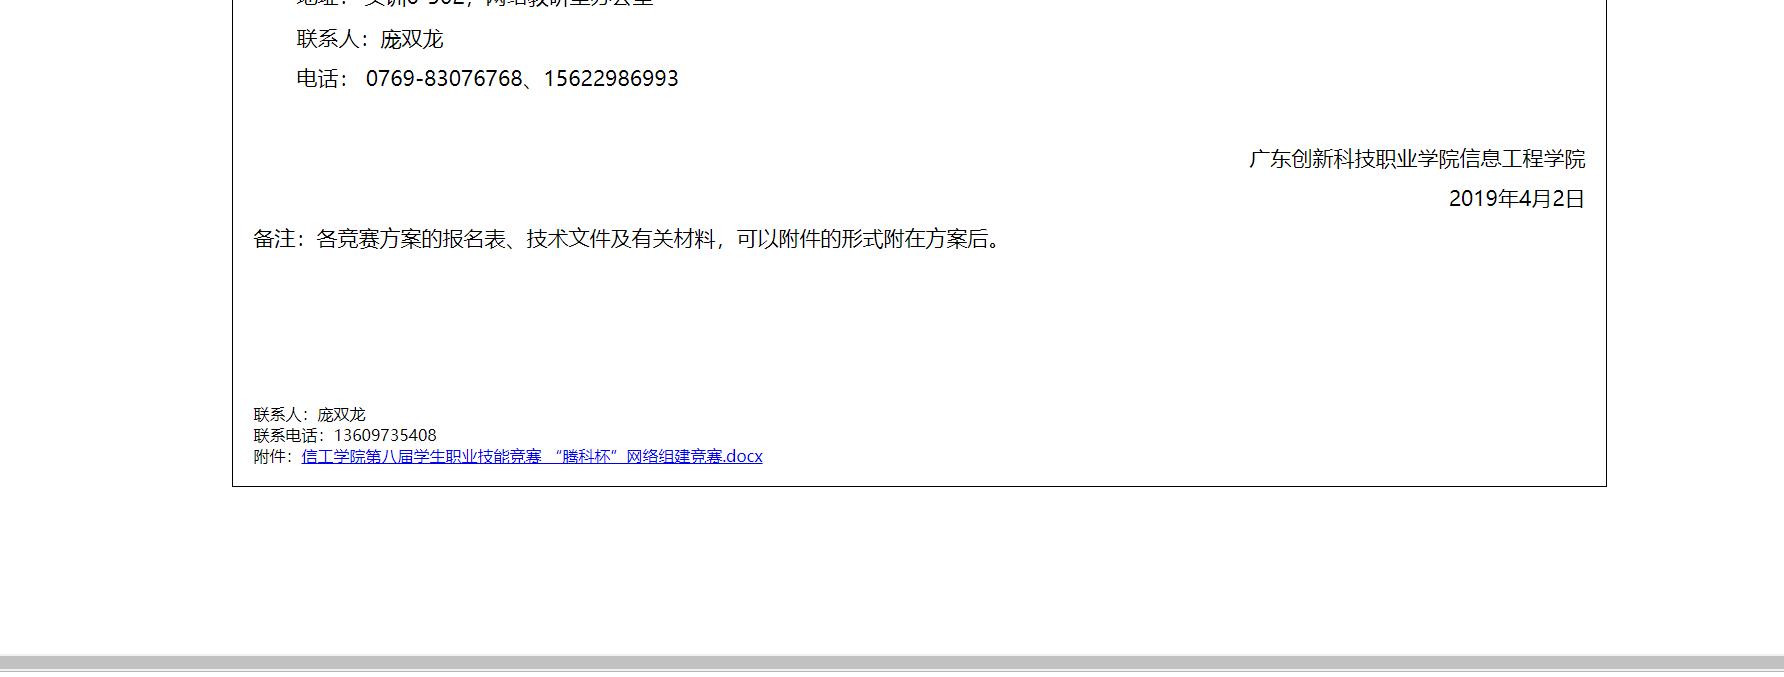 联系人：庞双龙
电话： 0769-83076768、15622986993
广东创新科技职业学院信息工程学院
2019年4月2日
备注：各竞赛方案的报名表、技术文件及有关材料，可以附件的形式附在方案后。
联系人：庞双龙
联系电话：13609735408
附件：信工学院第八届学生职业技能竞赛 “腾科杯”网络组建竞赛.docx